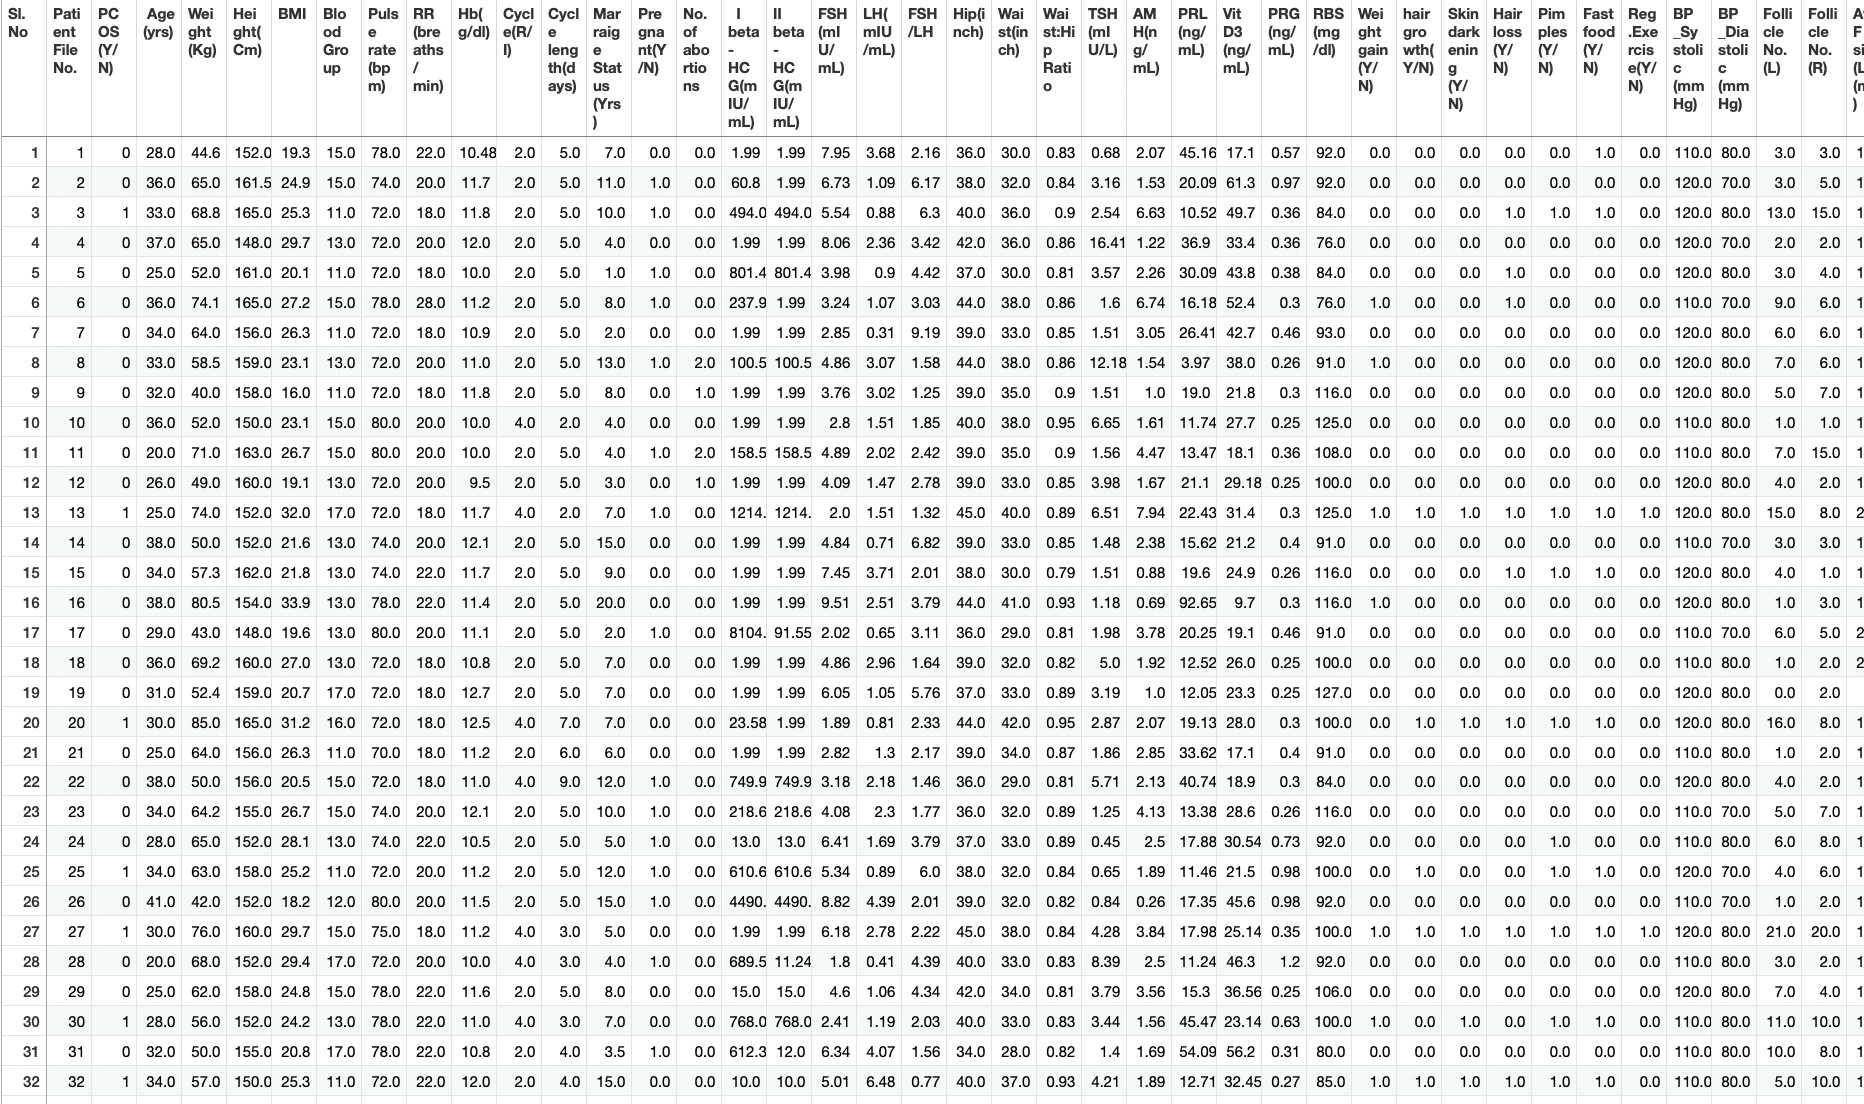 Sl.
No
Pati
ent
File
No.
PC
OS
(Y/
N)
Age
(yrs)
Wei
ght
(Kg)
Hei
ght(
Cm)
BMI
Blo
od
Gro
up
Puls
e
rate
(bp
m)
RR
(bre
aths
/
min)
Hb(
g/dl)
Cycl
e(R/
I)
Cycl
e
leng
th(d
ays)
Mar
raig
e
Stat
us
(Yrs
)
Pre
gna
nt(Y
/N)
No.
of
abo
rtio
ns
I
beta
-
HC
G(m
IU/
mL)
II
beta
-
HC
G(m
IU/
mL)
FSH
(mI
U/
mL)
LH(
mIU
/mL)
FSH
/LH
Hip(i
nch)
Wai
st(in
ch)
Wai
st:Hi
p
Rati
o
TSH
(mI
U/L)
AM
H(n
g/
mL)
PRL
(ng/
mL)
Vit
D3
(ng/
mL)
PRG
(ng/
mL)
RBS
(mg
/dl)
Wei
ght
gain
(Y/
N)
hair
gro
wth(
Y/N)
Skin
dark
enin
g
(Y/
N)
Hair
loss
(Y/
N)
Pim
ples
(Y/
N)
Fast
food
(Y/
N)
Reg
.Exe
rcis
e(Y/
N)
BP
_Sy
stoli
c
(mm
Hg)
BP
_Dia
stoli
c
(mm
Hg)
Folli
cle
No.
(L)
Folli
cle
No.
(R)
1 1 0 28.0 44.6 152.0 19.3 15.0 78.0 22.0 10.48 2.0 5.0 7.0 0.0 0.0 1.99 1.99 7.95 3.68 2.16 36.0 30.0 0.83 0.68 2.07 45.16 17.1 0.57 92.0 0.0 0.0 0.0 0.0 0.0 1.0 0.0 110.0 80.0 3.0 3.0 1
2 2 0 36.0 65.0 161.5 24.9 15.0 74.0 20.0 11.7 2.0 5.0 11.0 1.0 0.0 60.8 1.99 6.73 1.09 6.17 38.0 32.0 0.84 3.16 1.53 20.09 61.3 0.97 92.0 0.0 0.0 0.0 0.0 0.0 0.0 0.0 120.0 70.0 3.0 5.0 1
3 3 1 33.0 68.8 165.0 25.3 11.0 72.0 18.0 11.8 2.0 5.0 10.0 1.0 0.0 494.0 494.0 5.54 0.88 6.3 40.0 36.0 0.9 2.54 6.63 10.52 49.7 0.36 84.0 0.0 0.0 0.0 1.0 1.0 1.0 0.0 120.0 80.0 13.0 15.0 1
4 4 0 37.0 65.0 148.0 29.7 13.0 72.0 20.0 12.0 2.0 5.0 4.0 0.0 0.0 1.99 1.99 8.06 2.36 3.42 42.0 36.0 0.86 16.41 1.22 36.9 33.4 0.36 76.0 0.0 0.0 0.0 0.0 0.0 0.0 0.0 120.0 70.0 2.0 2.0 1
5 5 0 25.0 52.0 161.0 20.1 11.0 72.0 18.0 10.0 2.0 5.0 1.0 1.0 0.0 801.4 801.4 3.98 0.9 4.42 37.0 30.0 0.81 3.57 2.26 30.09 43.8 0.38 84.0 0.0 0.0 0.0 1.0 0.0 0.0 0.0 120.0 80.0 3.0 4.0 1
6 6 0 36.0 74.1 165.0 27.2 15.0 78.0 28.0 11.2 2.0 5.0 8.0 1.0 0.0 237.9 1.99 3.24 1.07 3.03 44.0 38.0 0.86 1.6 6.74 16.18 52.4 0.3 76.0 1.0 0.0 0.0 1.0 0.0 0.0 0.0 110.0 70.0 9.0 6.0 1
7 7 0 34.0 64.0 156.0 26.3 11.0 72.0 18.0 10.9 2.0 5.0 2.0 0.0 0.0 1.99 1.99 2.85 0.31 9.19 39.0 33.0 0.85 1.51 3.05 26.41 42.7 0.46 93.0 0.0 0.0 0.0 0.0 0.0 0.0 0.0 120.0 80.0 6.0 6.0 1
8 8 0 33.0 58.5 159.0 23.1 13.0 72.0 20.0 11.0 2.0 5.0 13.0 1.0 2.0 100.5 100.5 4.86 3.07 1.58 44.0 38.0 0.86 12.18 1.54 3.97 38.0 0.26 91.0 1.0 0.0 0.0 0.0 0.0 0.0 0.0 120.0 80.0 7.0 6.0 1
9 9 0 32.0 40.0 158.0 16.0 11.0 72.0 18.0 11.8 2.0 5.0 8.0 0.0 1.0 1.99 1.99 3.76 3.02 1.25 39.0 35.0 0.9 1.51 1.0 19.0 21.8 0.3 116.0 0.0 0.0 0.0 0.0 0.0 0.0 0.0 120.0 80.0 5.0 7.0 1
10 10 0 36.0 52.0 150.0 23.1 15.0 80.0 20.0 10.0 4.0 2.0 4.0 0.0 0.0 1.99 1.99 2.8 1.51 1.85 40.0 38.0 0.95 6.65 1.61 11.74 27.7 0.25 125.0 0.0 0.0 0.0 0.0 0.0 0.0 0.0 110.0 80.0 1.0 1.0 1
11 11 0 20.0 71.0 163.0 26.7 15.0 80.0 20.0 10.0 2.0 5.0 4.0 1.0 2.0 158.5 158.5 4.89 2.02 2.42 39.0 35.0 0.9 1.56 4.47 13.47 18.1 0.36 108.0 0.0 0.0 0.0 0.0 0.0 0.0 0.0 110.0 80.0 7.0 15.0 1
12 12 0 26.0 49.0 160.0 19.1 13.0 72.0 20.0 9.5 2.0 5.0 3.0 0.0 1.0 1.99 1.99 4.09 1.47 2.78 39.0 33.0 0.85 3.98 1.67 21.1 29.18 0.25 100.0 0.0 0.0 0.0 0.0 0.0 0.0 0.0 120.0 80.0 4.0 2.0 1
13 13 1 25.0 74.0 152.0 32.0 17.0 72.0 18.0 11.7 4.0 2.0 7.0 1.0 0.0 1214. 1214. 2.0 1.51 1.32 45.0 40.0 0.89 6.51 7.94 22.43 31.4 0.3 125.0 1.0 1.0 1.0 1.0 1.0 1.0 1.0 120.0 80.0 15.0 8.0 2
14 14 0 38.0 50.0 152.0 21.6 13.0 74.0 20.0 12.1 2.0 5.0 15.0 0.0 0.0 1.99 1.99 4.84 0.71 6.82 39.0 33.0 0.85 1.48 2.38 15.62 21.2 0.4 91.0 0.0 0.0 0.0 0.0 0.0 0.0 0.0 110.0 70.0 3.0 3.0 1
15 15 0 34.0 57.3 162.0 21.8 13.0 74.0 22.0 11.7 2.0 5.0 9.0 0.0 0.0 1.99 1.99 7.45 3.71 2.01 38.0 30.0 0.79 1.51 0.88 19.6 24.9 0.26 116.0 0.0 0.0 0.0 1.0 1.0 1.0 0.0 120.0 80.0 4.0 1.0 1
16 16 0 38.0 80.5 154.0 33.9 13.0 78.0 22.0 11.4 2.0 5.0 20.0 0.0 0.0 1.99 1.99 9.51 2.51 3.79 44.0 41.0 0.93 1.18 0.69 92.65 9.7 0.3 116.0 1.0 0.0 0.0 0.0 0.0 0.0 0.0 120.0 80.0 1.0 3.0 1
17 17 0 29.0 43.0 148.0 19.6 13.0 80.0 20.0 11.1 2.0 5.0 2.0 1.0 0.0 8104. 91.55 2.02 0.65 3.11 36.0 29.0 0.81 1.98 3.78 20.25 19.1 0.46 91.0 0.0 0.0 0.0 0.0 0.0 0.0 0.0 110.0 70.0 6.0 5.0 2
18 18 0 36.0 69.2 160.0 27.0 13.0 72.0 18.0 10.8 2.0 5.0 7.0 0.0 0.0 1.99 1.99 4.86 2.96 1.64 39.0 32.0 0.82 5.0 1.92 12.52 26.0 0.25 100.0 0.0 0.0 0.0 0.0 0.0 0.0 0.0 110.0 80.0 1.0 2.0 2
19 19 0 31.0 52.4 159.0 20.7 17.0 72.0 18.0 12.7 2.0 5.0 7.0 0.0 0.0 1.99 1.99 6.05 1.05 5.76 37.0 33.0 0.89 3.19 1.0 12.05 23.3 0.25 127.0 0.0 0.0 0.0 0.0 0.0 0.0 0.0 120.0 80.0 0.0 2.0
20 20 1 30.0 85.0 165.0 31.2 16.0 72.0 18.0 12.5 4.0 7.0 7.0 0.0 0.0 23.58 1.99 1.89 0.81 2.33 44.0 42.0 0.95 2.87 2.07 19.13 28.0 0.3 100.0 0.0 1.0 1.0 1.0 1.0 1.0 0.0 120.0 80.0 16.0 8.0 1
21 21 0 25.0 64.0 156.0 26.3 11.0 70.0 18.0 11.2 2.0 6.0 6.0 0.0 0.0 1.99 1.99 2.82 1.3 2.17 39.0 34.0 0.87 1.86 2.85 33.62 17.1 0.4 91.0 0.0 0.0 0.0 0.0 0.0 0.0 0.0 110.0 80.0 1.0 2.0 1
22 22 0 38.0 50.0 156.0 20.5 15.0 72.0 18.0 11.0 4.0 9.0 12.0 1.0 0.0 749.9 749.9 3.18 2.18 1.46 36.0 29.0 0.81 5.71 2.13 40.74 18.9 0.3 84.0 0.0 0.0 0.0 0.0 0.0 0.0 0.0 120.0 80.0 4.0 2.0 1
23 23 0 34.0 64.2 155.0 26.7 15.0 74.0 20.0 12.1 2.0 5.0 10.0 1.0 0.0 218.6 218.6 4.08 2.3 1.77 36.0 32.0 0.89 1.25 4.13 13.38 28.6 0.26 116.0 0.0 0.0 0.0 0.0 0.0 0.0 0.0 110.0 70.0 5.0 7.0 1
24 24 0 28.0 65.0 152.0 28.1 13.0 74.0 22.0 10.5 2.0 5.0 5.0 1.0 0.0 13.0 13.0 6.41 1.69 3.79 37.0 33.0 0.89 0.45 2.5 17.88 30.54 0.73 92.0 0.0 0.0 0.0 0.0 1.0 0.0 0.0 110.0 80.0 6.0 8.0 1
25 25 1 34.0 63.0 158.0 25.2 11.0 72.0 20.0 11.2 2.0 5.0 12.0 1.0 0.0 610.6 610.6 5.34 0.89 6.0 38.0 32.0 0.84 0.65 1.89 11.46 21.5 0.98 100.0 0.0 1.0 0.0 0.0 1.0 1.0 0.0 120.0 70.0 4.0 6.0 1
26 26 0 41.0 42.0 152.0 18.2 12.0 80.0 20.0 11.5 2.0 5.0 15.0 1.0 0.0 4490. 4490. 8.82 4.39 2.01 39.0 32.0 0.82 0.84 0.26 17.35 45.6 0.98 92.0 0.0 0.0 0.0 0.0 0.0 0.0 0.0 110.0 70.0 1.0 2.0 1
27 27 1 30.0 76.0 160.0 29.7 15.0 75.0 18.0 11.2 4.0 3.0 5.0 0.0 0.0 1.99 1.99 6.18 2.78 2.22 45.0 38.0 0.84 4.28 3.84 17.98 25.14 0.35 100.0 1.0 1.0 1.0 1.0 1.0 1.0 1.0 120.0 80.0 21.0 20.0 1
28 28 0 20.0 68.0 152.0 29.4 17.0 72.0 20.0 10.0 4.0 3.0 4.0 1.0 0.0 689.5 11.24 1.8 0.41 4.39 40.0 33.0 0.83 8.39 2.5 11.24 46.3 1.2 92.0 0.0 0.0 0.0 0.0 0.0 0.0 0.0 110.0 80.0 3.0 2.0 1
29 29 0 25.0 62.0 158.0 24.8 15.0 78.0 22.0 11.6 2.0 5.0 8.0 0.0 0.0 15.0 15.0 4.6 1.06 4.34 42.0 34.0 0.81 3.79 3.56 15.3 36.56 0.25 106.0 0.0 0.0 0.0 0.0 0.0 0.0 0.0 120.0 80.0 7.0 4.0 1
30 30 1 28.0 56.0 152.0 24.2 13.0 78.0 22.0 11.0 4.0 3.0 7.0 0.0 0.0 768.0 768.0 2.41 1.19 2.03 40.0 33.0 0.83 3.44 1.56 45.47 23.14 0.63 100.0 1.0 0.0 1.0 0.0 1.0 1.0 0.0 110.0 80.0 11.0 10.0 1
31 31 0 32.0 50.0 155.0 20.8 17.0 78.0 22.0 10.8 2.0 4.0 3.5 1.0 0.0 612.3 12.0 6.34 4.07 1.56 34.0 28.0 0.82 1.4 1.69 54.09 56.2 0.31 80.0 0.0 0.0 0.0 0.0 0.0 0.0 0.0 110.0 80.0 10.0 8.0 1
32 32 1 34.0 57.0 150.0 25.3 11.0 72.0 22.0 12.0 2.0 4.0 15.0 0.0 0.0 10.0 10.0 5.01 6.48 0.77 40.0 37.0 0.93 4.21 1.89 12.71 32.45 0.27 85.0 1.0 1.0 1.0 1.0 1.0 1.0 0.0 110.0 80.0 5.0 10.0 1